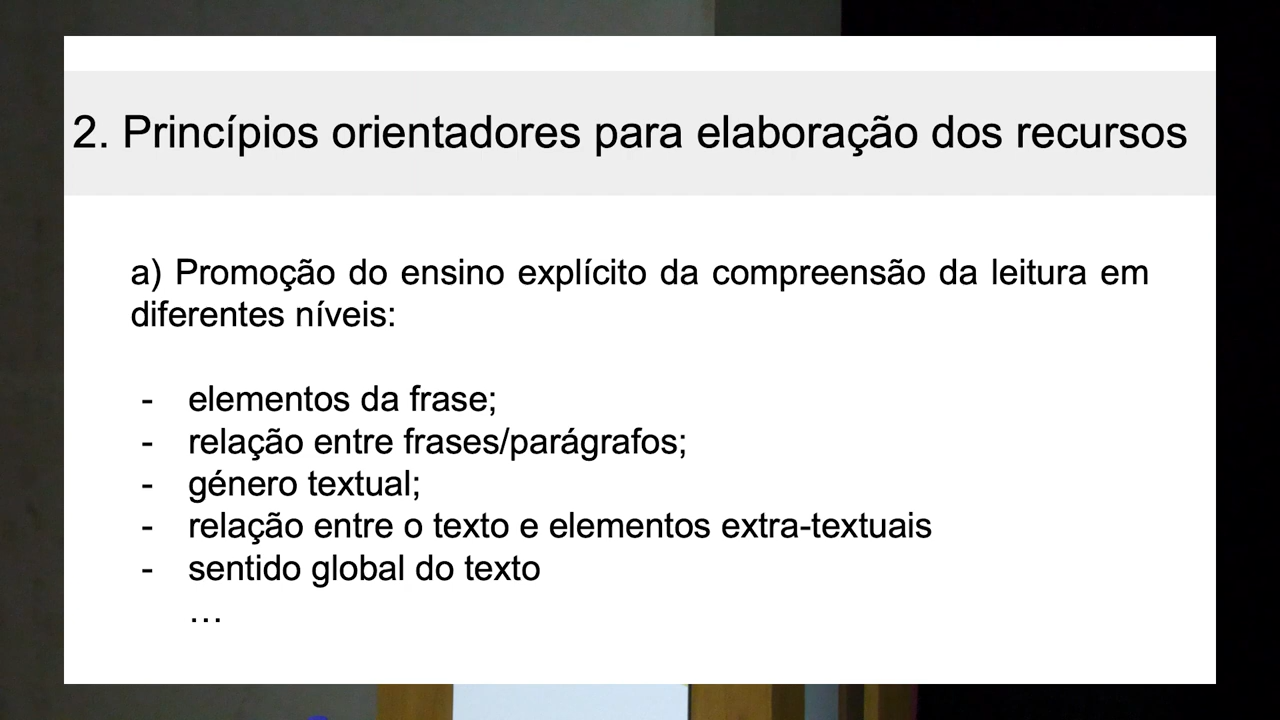 2. Princípios orientadores para elaboração dos recursos
a) Promoção do ensino explícito da compreensão da leitura em
diferentes níveis:
- elementos da frase;
- relação entre frases/parágrafos;
- género textual;
- relação entre o texto e elementos extra-textuais
- sentido global do texto
…